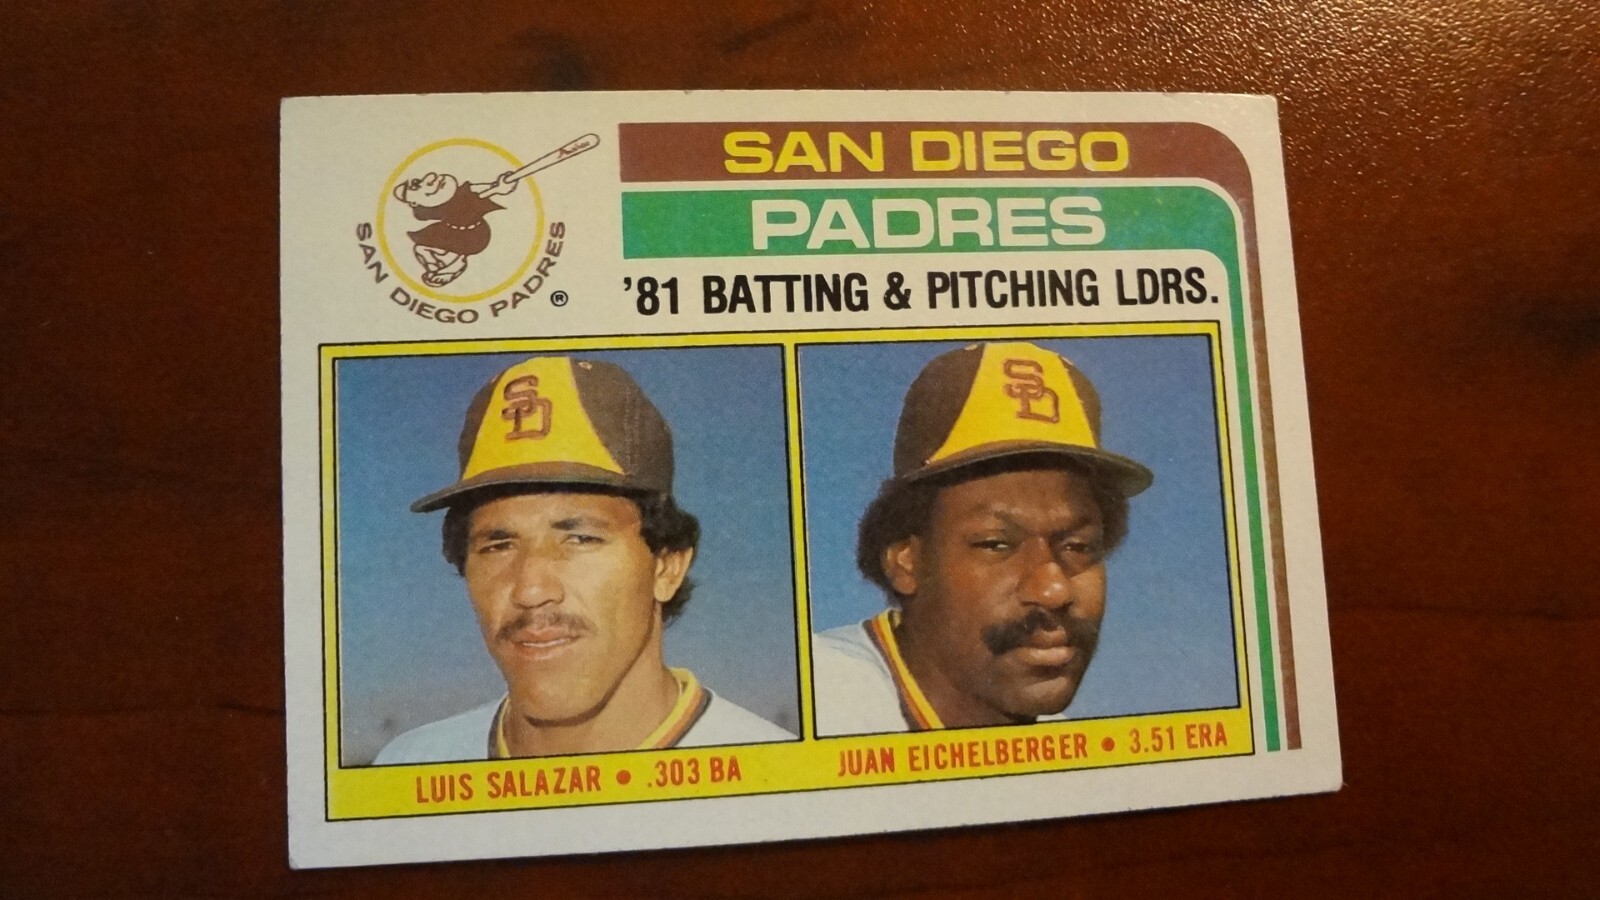 SAN DIEGO
PADRES
'81 BATTING & PITCHING LDRS.
SAN DIEGO PADRES ®
SD
SD
LUIS SALAZAR • .303 BA
JUAN EICHELBERGER • 3.51 ERA